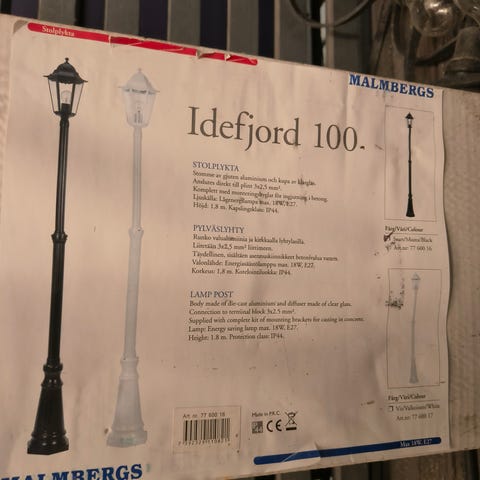 Stolplykta
MALMBERGS
Idefjord 100-
STOLPLYKTA
Stomme av gjuten aluminium och kupa av klarglas.
Anslutes direkt till plint 3x2,5 mm².
Komplett med monteringsbyglar för ingjutning i betong.
Ljuskälla: Lågenergilampa max. 18W, E27.
Höjd: 1,8 m. Kapslingsklass: IP44.
PYLVÄSLYHTY
Runko valualumiinia ja kirkkaalla lyhtylasilla.
Liitetään 3x2,5 mm² liittimeen.
Täydellinen, sisältäen asennuskiinnikkeet betonivalua varten.
Valonlähde: Energiansäästölamppu max. 18W, E27.
Korkeus: 1,8 m. Kotelointiluokka: IP44.
LAMP POST
Body made of die-cast aluminium and diffuser made of clear glass.
Connection to terminal block 3x2.5 mm².
Supplied with complete kit of mounting brackets for casting in concrete.
Lamp: Energy saving lamp max. 18W, E27.
Height: 1.8 m. Protection class: IP44.
Färg/Väri/Colour
Svart/Musta/Black
Art.nr: 77 600 16
Färg/Väri/Colour
Vit/Valkoinen/White
Art.nr: 77 600 17
Art. nr. 77 600 16
Made in P.R.C.
CE
Max 18W, E27
MALMBERGS